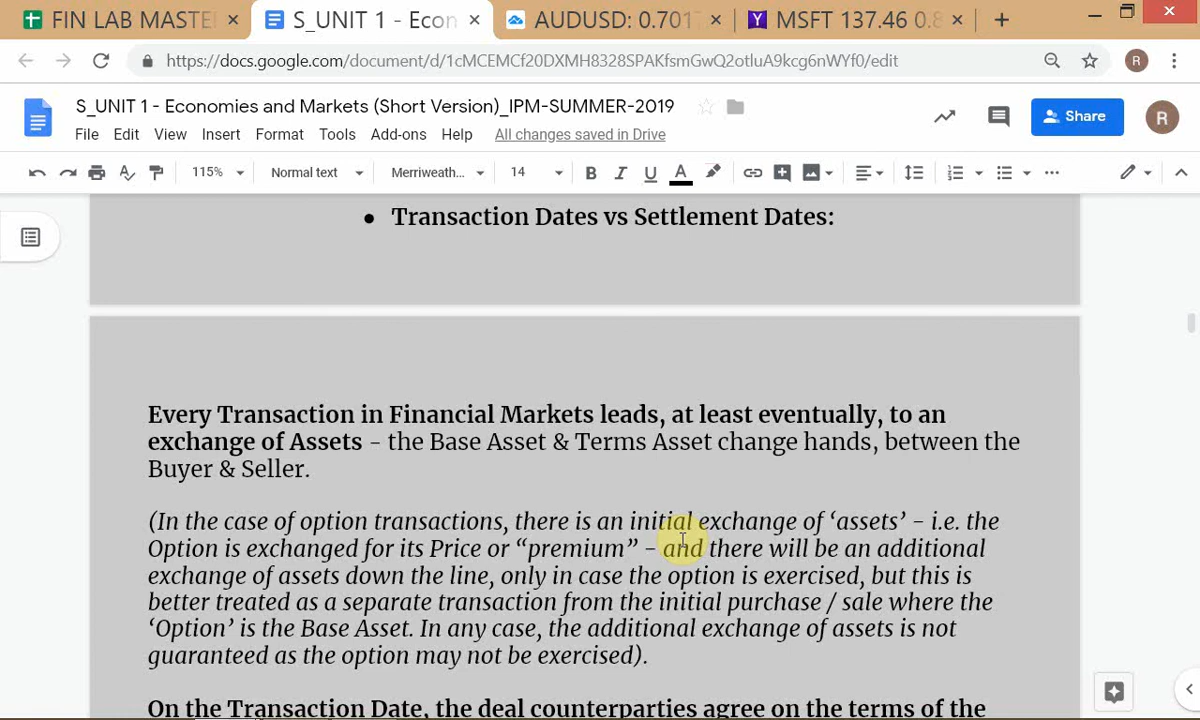 FIN LAB MASTE
S_UNIT 1 - Econ
AUDUSD: 0.7017
MSFT 137.46 0.8
https://docs.google.com/document/d/1cMCEMCf20DXMH8328SPAKfsmGwQ2otluA9kcg6nWYf0/edit
R
S_UNIT 1 - Economies and Markets (Short Version)_IPM-SUMMER-2019
File Edit View Insert Format Tools Add-ons Help All changes saved in Drive
Share
R
115% Normal text Merriweath... 14 B I U A
• Transaction Dates vs Settlement Dates:
Every Transaction in Financial Markets leads, at least eventually, to an
exchange of Assets - the Base Asset & Terms Asset change hands, between the
Buyer & Seller.
(In the case of option transactions, there is an initial exchange of ‘assets’ - i.e. the
Option is exchanged for its Price or “premium” - and there will be an additional
exchange of assets down the line, only in case the option is exercised, but this is
better treated as a separate transaction from the initial purchase / sale where the
‘Option’ is the Base Asset. In any case, the additional exchange of assets is not
guaranteed as the option may not be exercised).
On the Transaction Date, the deal counterparties agree on the terms of the